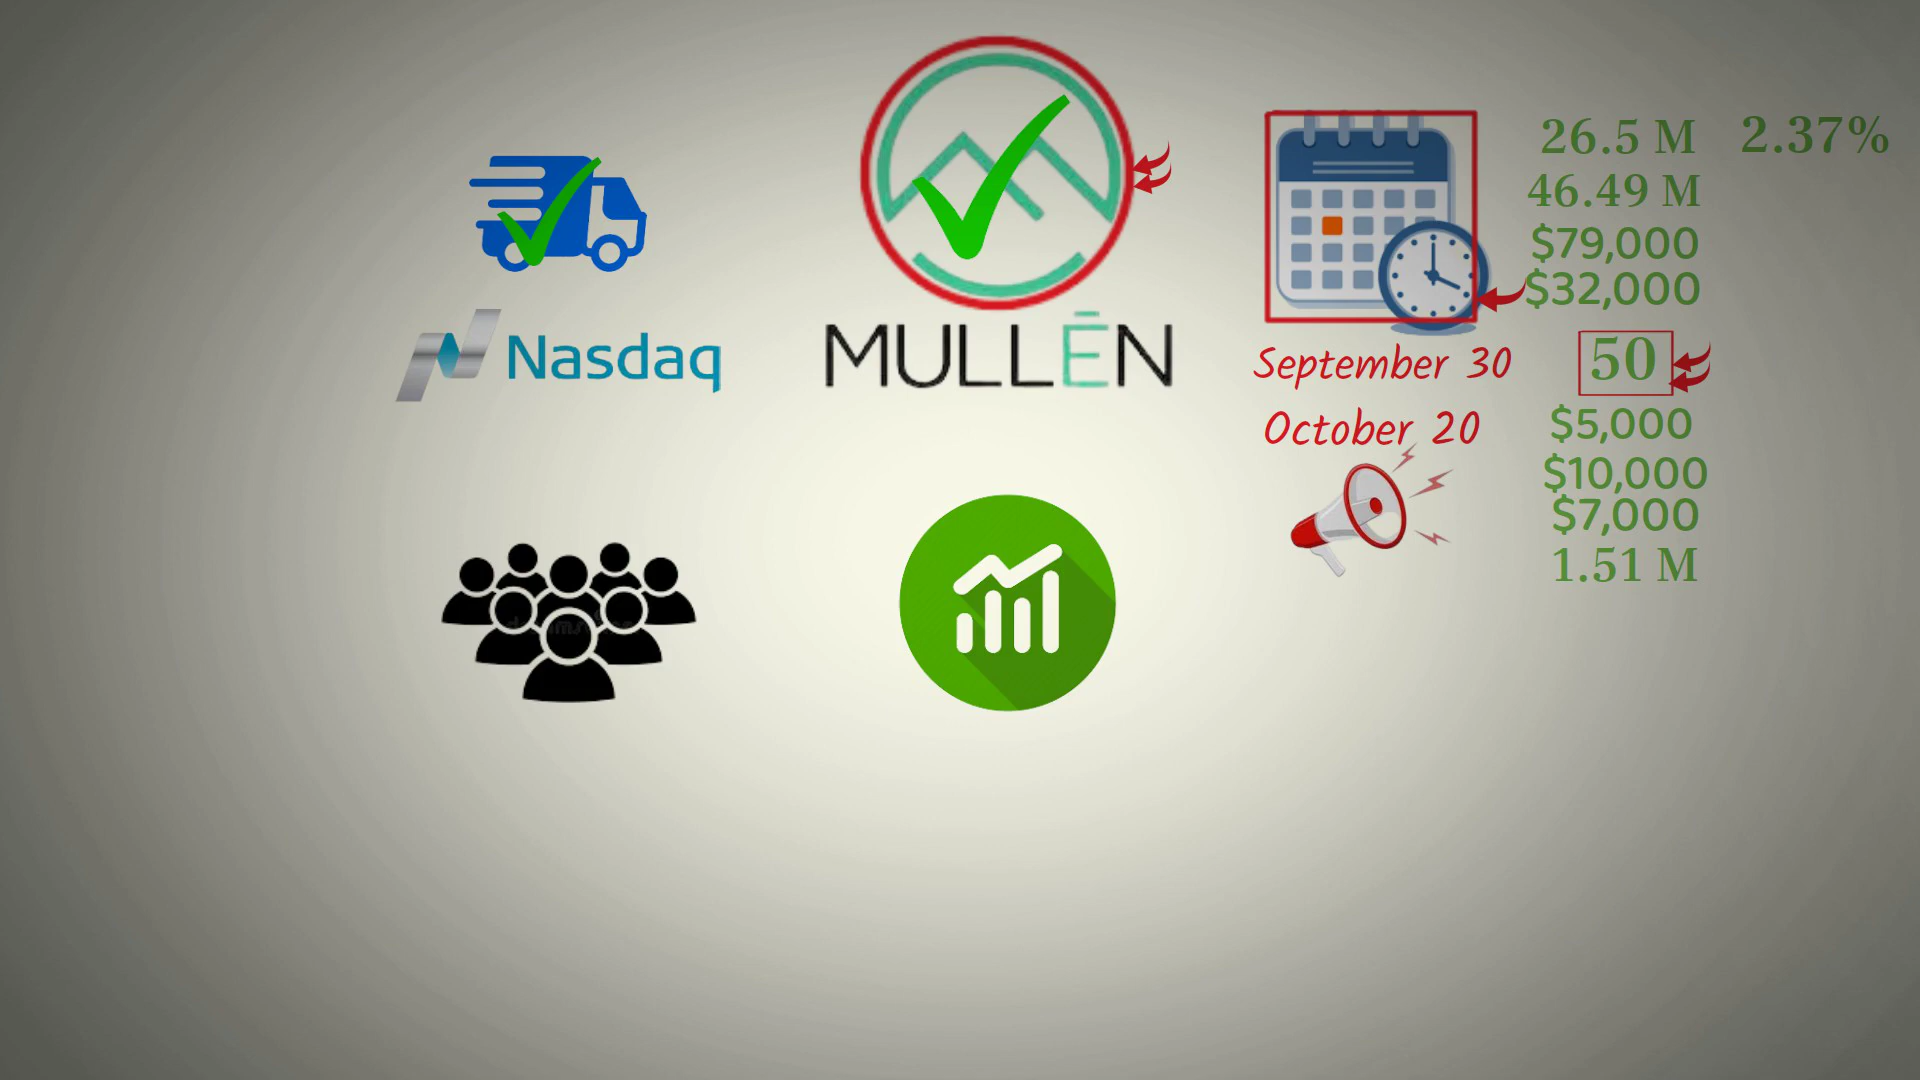 Nasdaq
MULLĒN
September 30
October 20
26.5 M 2.37%
46.49 M
$79,000
$32,000
50
$5,000
$10,000
$7,000
1.51 M